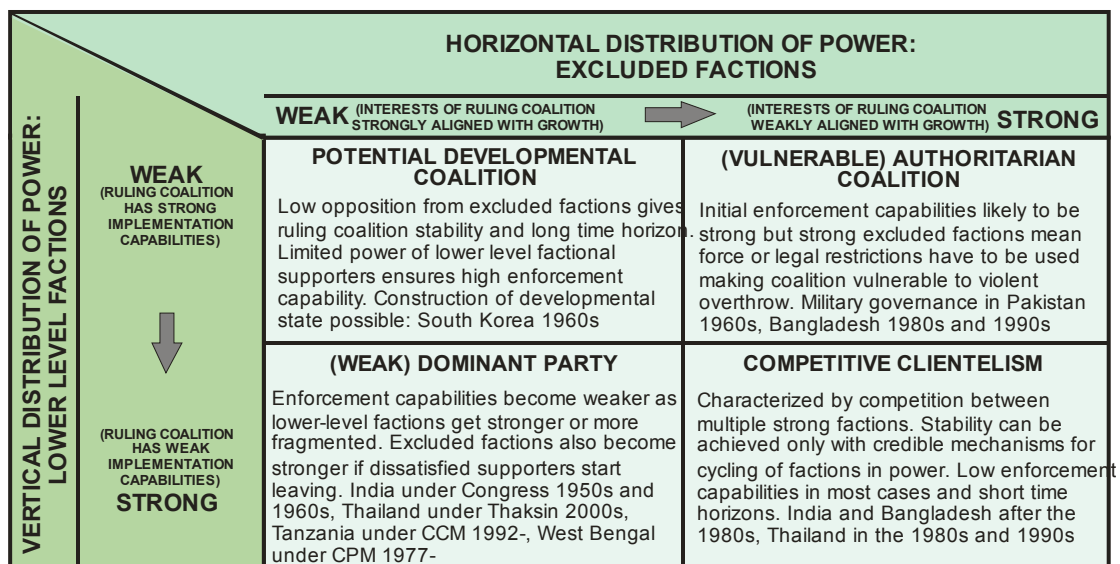 HORIZONTAL DISTRIBUTION OF POWER:
EXCLUDED FACTIONS
WEAK (INTERESTS OF RULING COALITION
STRONGLY ALIGNED WITH GROWTH)
(INTERESTS OF RULING COALITION
WEAKLY ALIGNED WITH GROWTH) STRONG
VERTICAL DISTRIBUTION OF POWER:
LOWER LEVEL FACTIONS
WEAK
(RULING COALITION
HAS STRONG
IMPLEMENTATION
CAPABILITIES)
POTENTIAL DEVELOPMENTAL
COALITION
Low opposition from excluded factions gives
ruling coalition stability and long time horizon.
Limited power of lower level factional
supporters ensures high enforcement
capability. Construction of developmental
state possible: South Korea 1960s
(VULNERABLE) AUTHORITARIAN
COALITION
Initial enforcement capabilities likely to be
strong but strong excluded factions mean
force or legal restrictions have to be used
making coalition vulnerable to violent
overthrow. Military governance in Pakistan
1960s, Bangladesh 1980s and 1990s
(RULING COALITION
HAS WEAK
IMPLEMENTATION
CAPABILITIES)
STRONG
(WEAK) DOMINANT PARTY
Enforcement capabilities become weaker as
lower-level factions get stronger or more
fragmented. Excluded factions also become
stronger if dissatisfied supporters start
leaving. India under Congress 1950s and
1960s, Thailand under Thaksin 2000s,
Tanzania under CCM 1992-, West Bengal
under CPM 1977-
COMPETITIVE CLIENTELISM
Characterized by competition between
multiple strong factions. Stability can be
achieved only with credible mechanisms for
cycling of factions in power. Low enforcement
capabilities in most cases and short time
horizons. India and Bangladesh after the
1980s, Thailand in the 1980s and 1990s